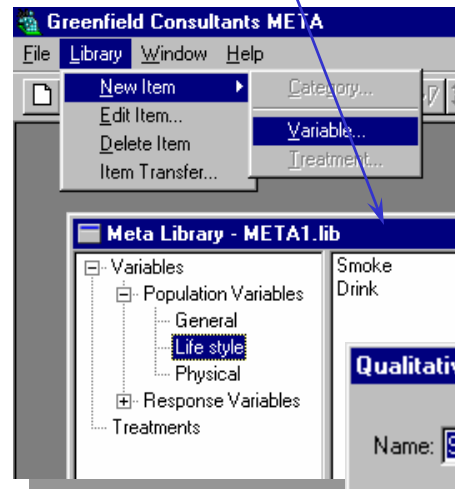 Greenfield Consultants META
File Library Window Help
New Item
Edit Item...
Delete Item
Item Transfer...
Category...
Variable...
Treatment...
Meta Library - META1.lib
Variables
Population Variables
General
Life style
Physical
Response Variables
Treatments
Smoke
Drink
Name: